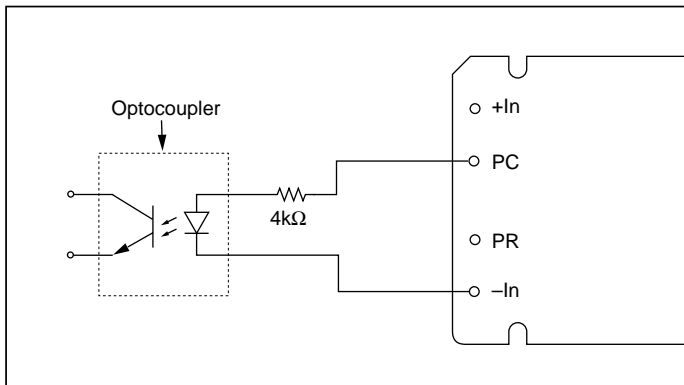 Optocoupler
4kΩ
+In
PC
PR
–In